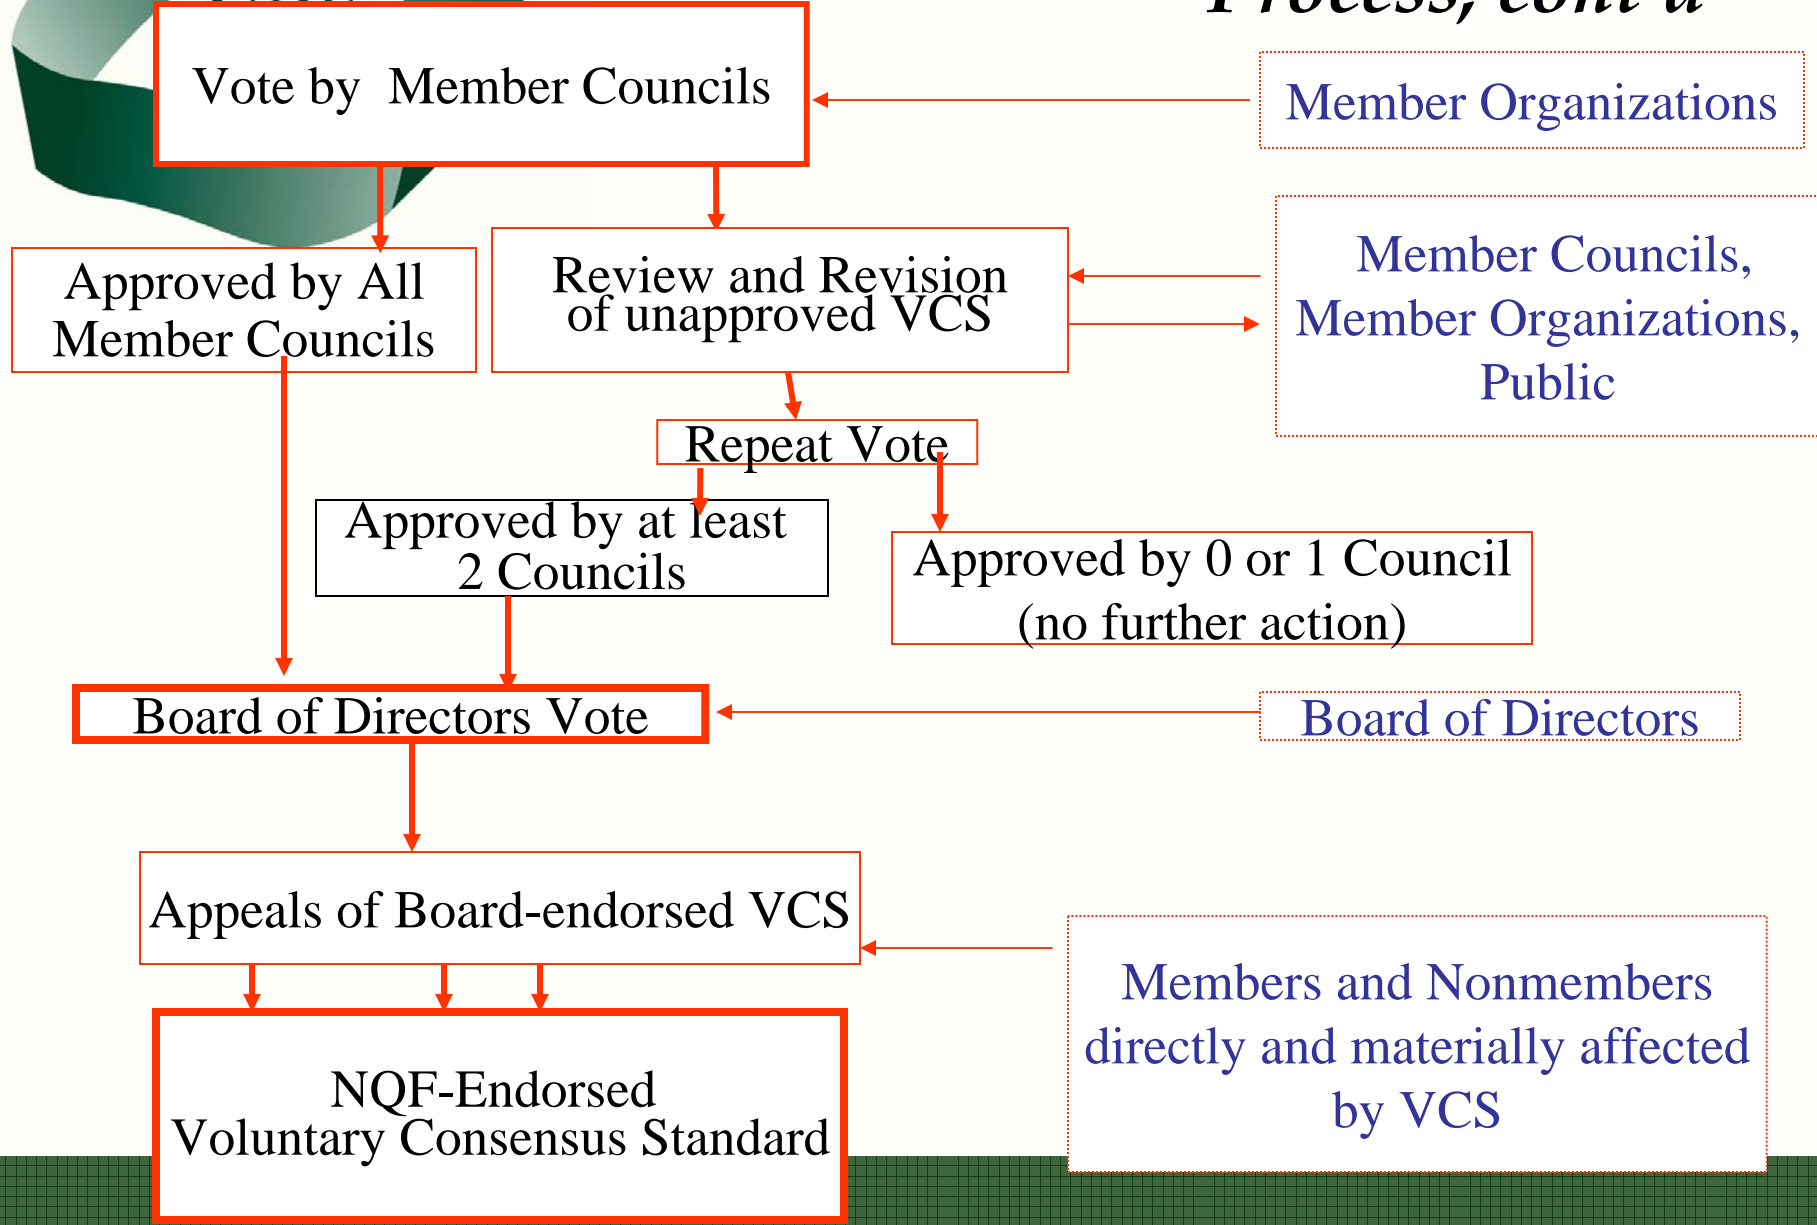 Process, cont'd
Vote by Member Councils
Member Organizations
Approved by All
Member Councils
Review and Revision
of unapproved VCS
Member Councils,
Member Organizations,
Public
Repeat Vote
Approved by at least
2 Councils
Approved by 0 or 1 Council
(no further action)
Board of Directors Vote
Board of Directors
Appeals of Board-endorsed VCS
Members and Nonmembers
directly and materially affected
by VCS
NQF-Endorsed
Voluntary Consensus Standard